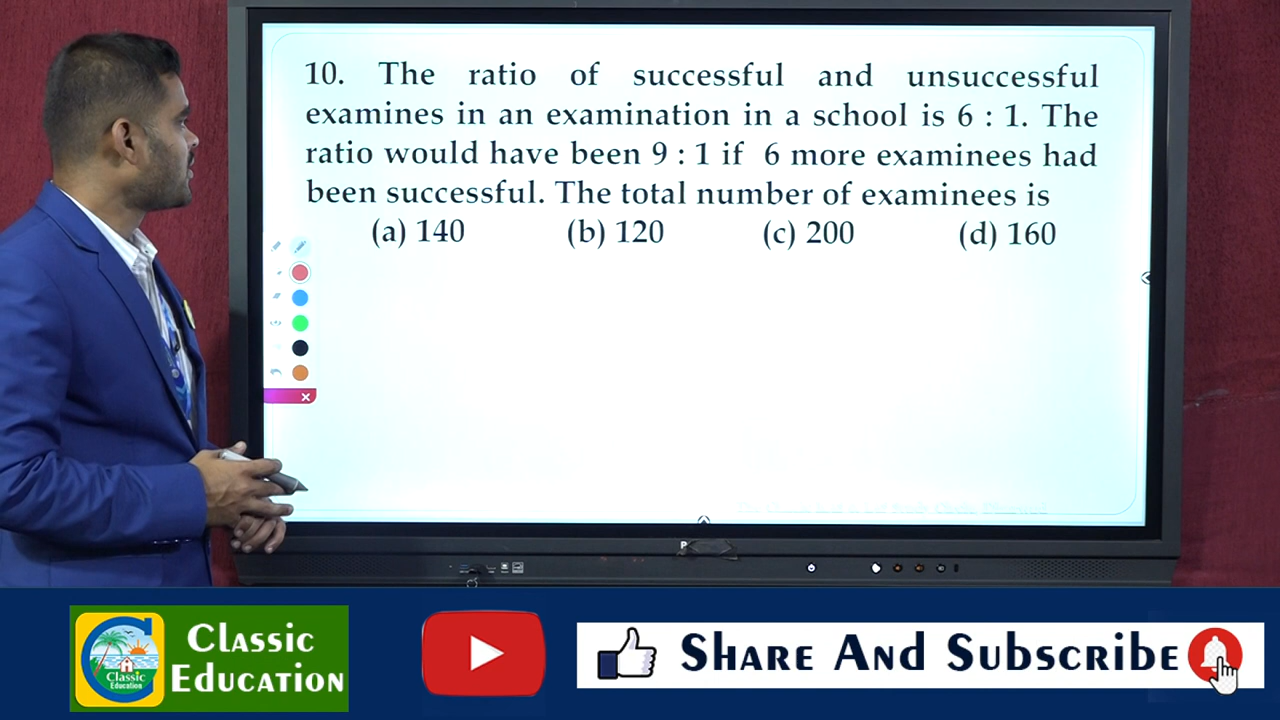 10. The ratio of successful and unsuccessful
examines in an examination in a school is 6 : 1. The
ratio would have been 9 : 1 if 6 more examinees had
been successful. The total number of examinees is
(a) 140 (b) 120 (c) 200 (d) 160
Classic
Education
Classic
Education
Share And Subscribe